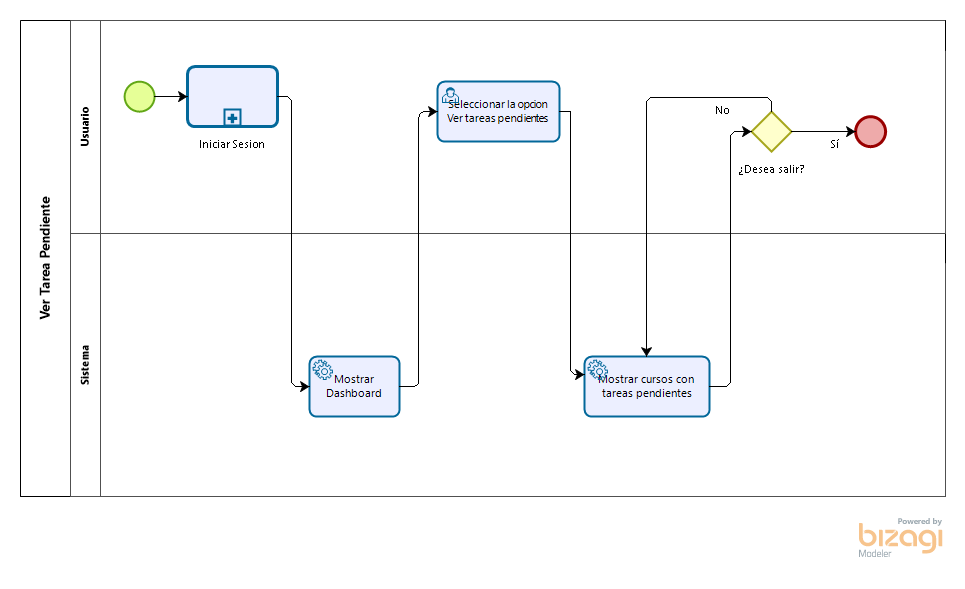 Ver Tarea Pendiente
Usuario
Iniciar Sesion
Seleccionar la opcion
Ver tareas pendientes
No
Sí
¿Desea salir?
Sistema
Mostrar
Dashboard
Mostrar cursos con
tareas pendientes
Powered by
bizagi
Modeler